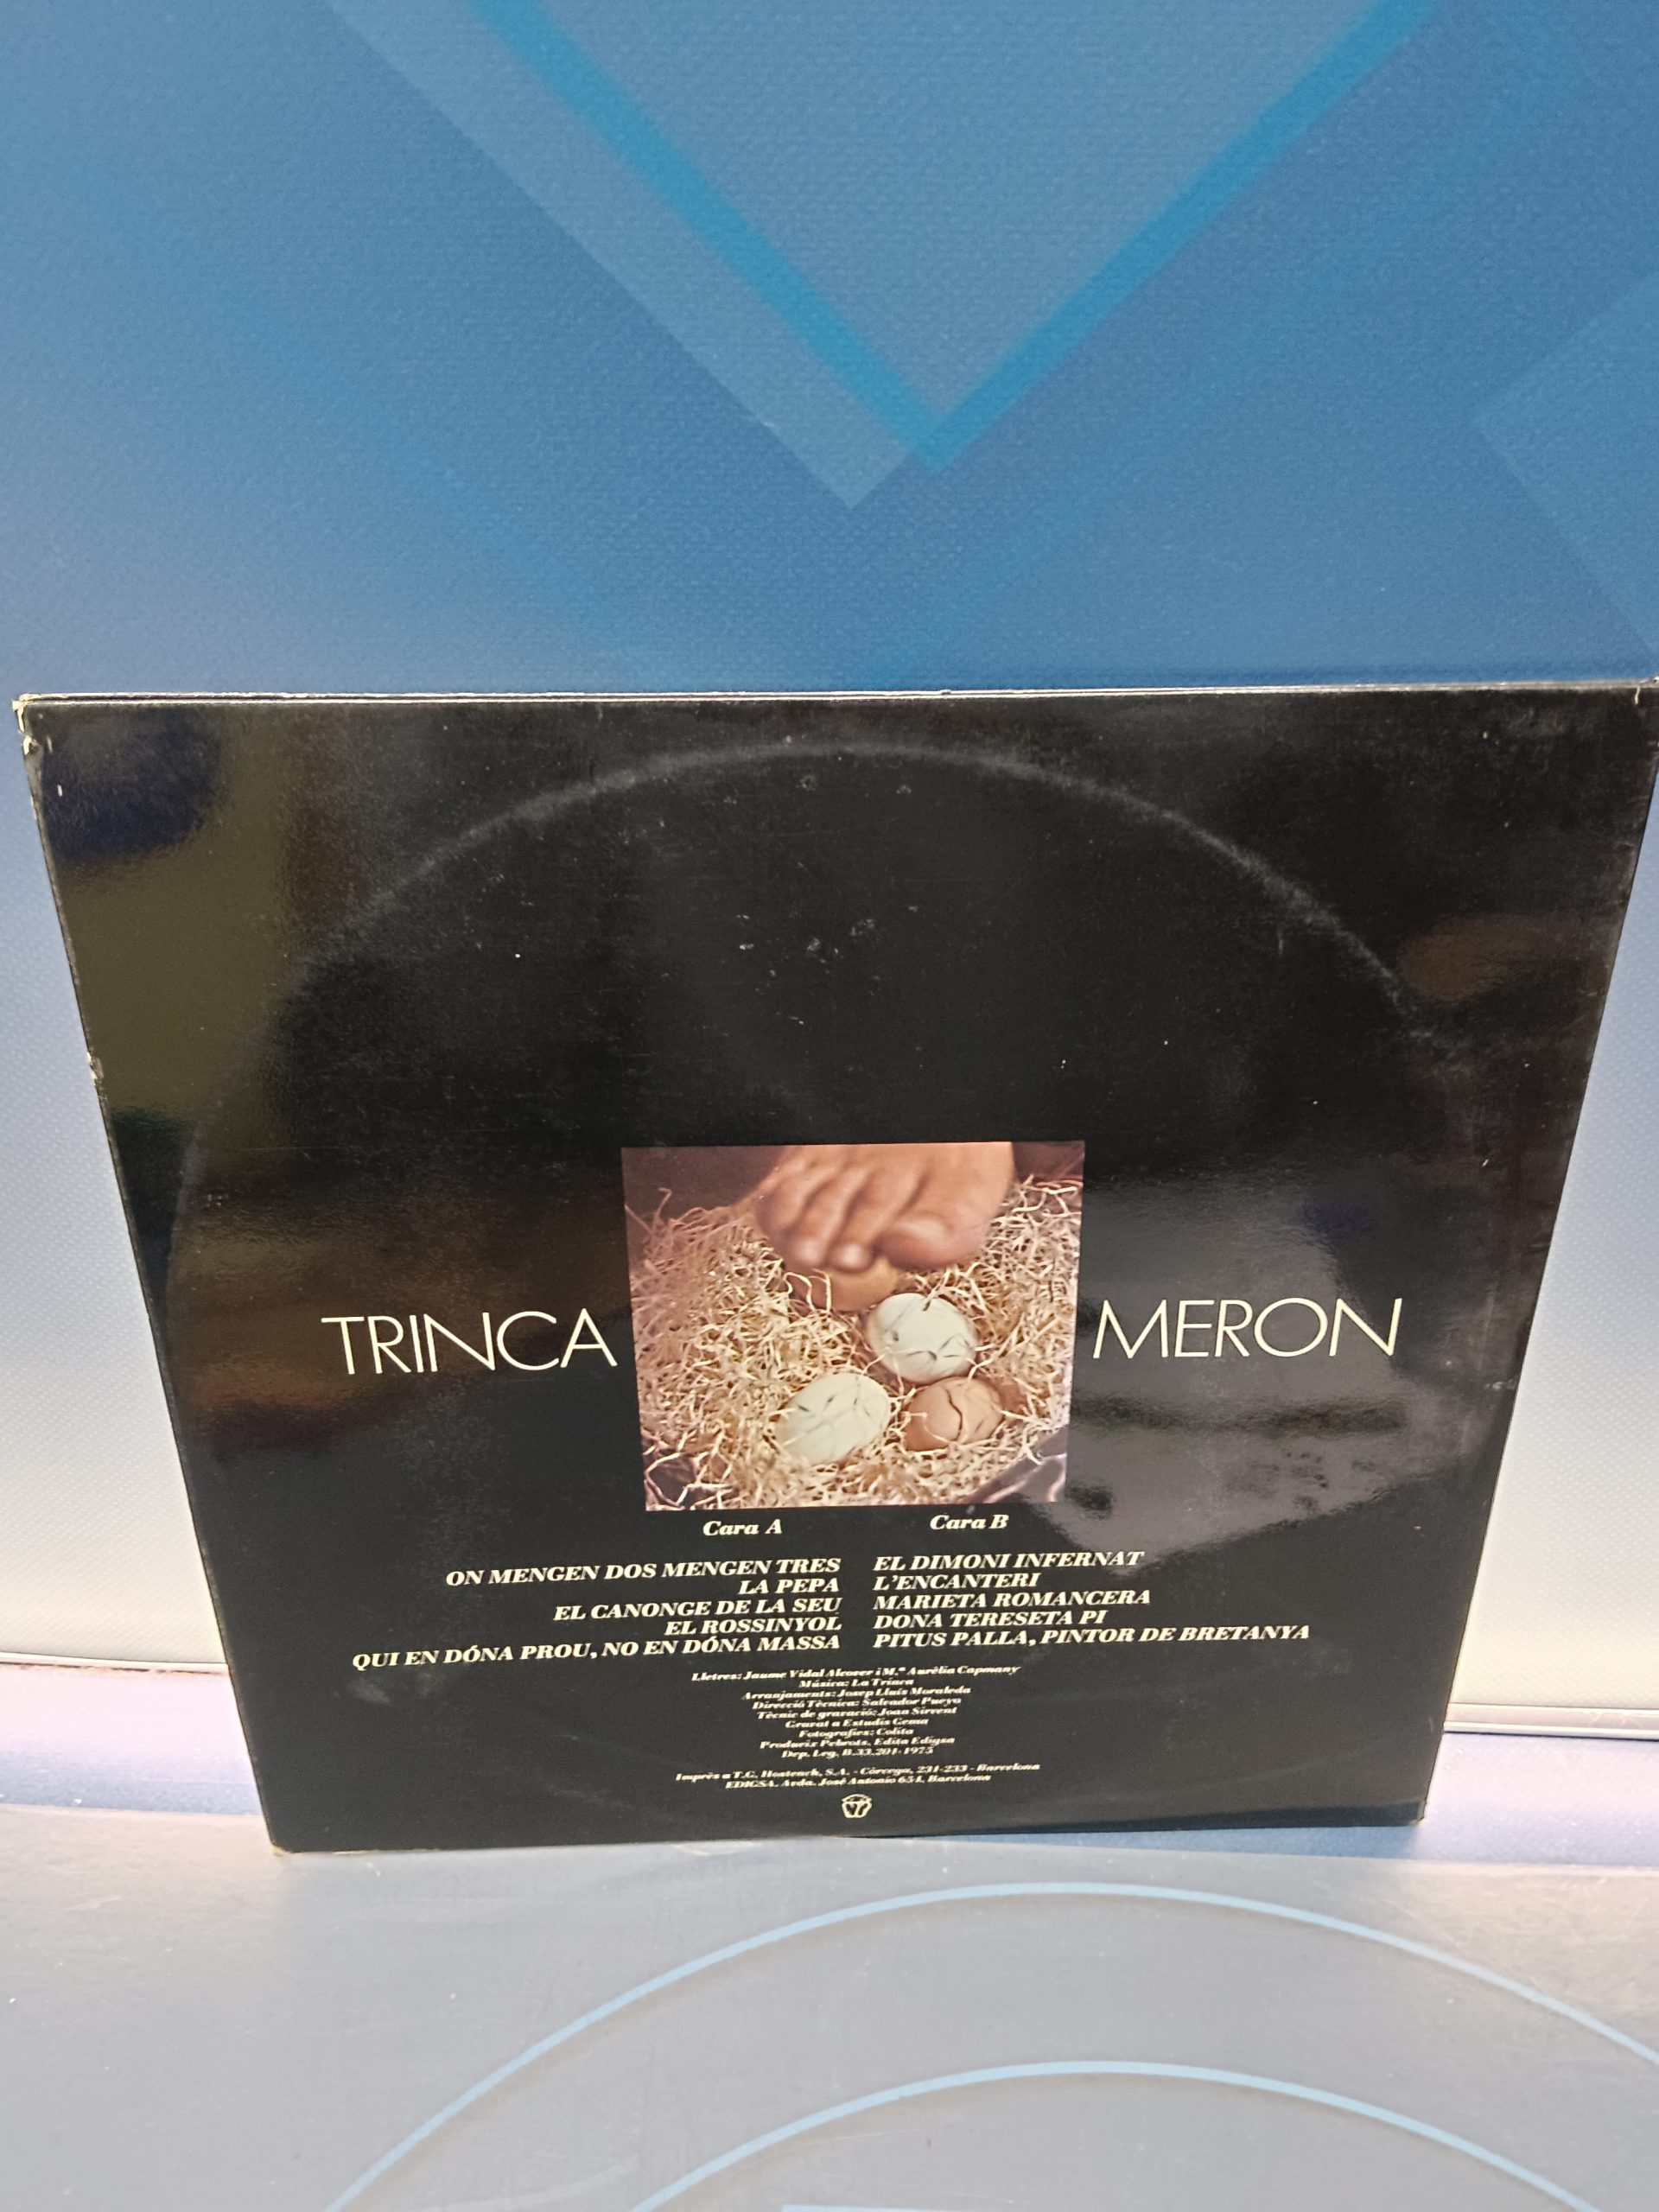 TRINCA MERON
Cara A
ON MENGEN DOS MENGEN TRES
LA PEPA
EL CANONGE DE LA SEU
EL ROSSINYOL
QUI EN DÓNA PROU, NO EN DÓNA MASSA
Cara B
EL DIMONI INFERNAT
L'ENCANTERI
MARIETA ROMANCERA
DONA TERESETA PI
PITUS PALLA, PINTOR DE BRETANYA
Lletres: Jaume Vidal Alcover i M.ª Aurèlia Capmany
Música: La Trinca
Arranjaments: Josep Lluís Moraleda
Direcció Tècnica: Salvador Pueyo
Tècnic de gravació: Joan Sirvent
Gravat a Estudis Gema
Fotografies: Colita
Produeix Pebrots. Edita Edigsa
Dep. Leg. B.33.201-1975
Imprès a T.G. Hostench, S.A. - Còrcega, 231-233 - Barcelona
EDIGSA. Avda. José Antonio 654, Barcelona